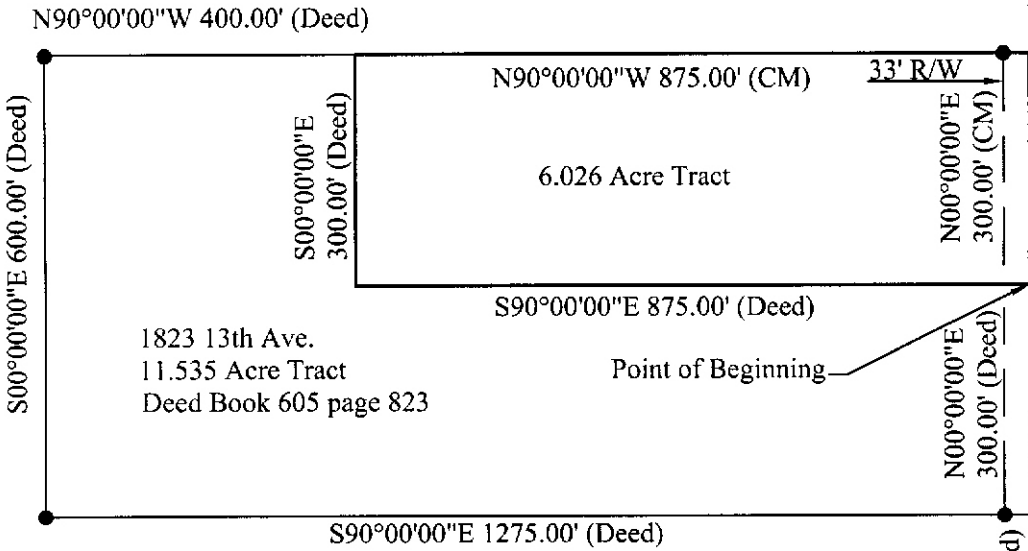 N90°00'00"W 400.00' (Deed)
N90°00'00"W 875.00' (CM)
33' R/W
S00°00'00"E 600.00' (Deed)
S00°00'00"E
300.00' (Deed)
6.026 Acre Tract
N00°00'00"E
300.00' (CM)
S90°00'00"E 875.00' (Deed)
1823 13th Ave.
11.535 Acre Tract
Deed Book 605 page 823
Point of Beginning
N00°00'00"E
300.00' (Deed)
S90°00'00"E 1275.00' (Deed)